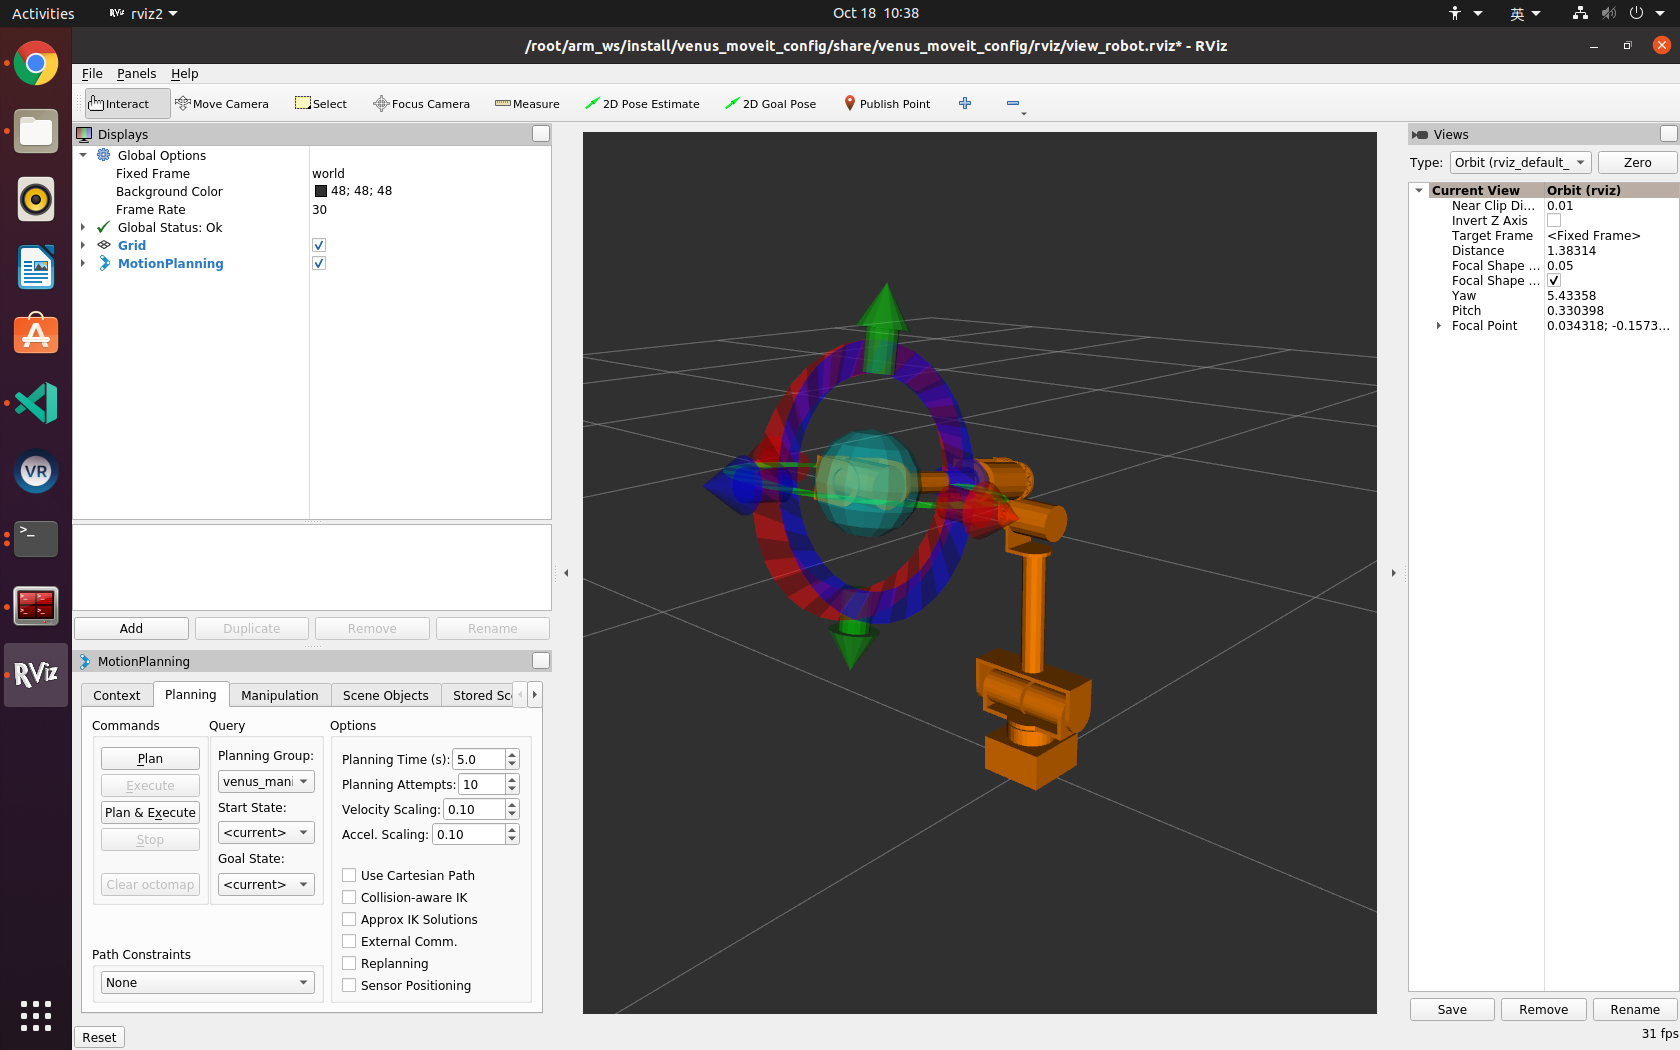 Activities
RViz rviz2
Oct 18 10:38
英
/root/arm_ws/install/venus_moveit_config/share/venus_moveit_config/rviz/view_robot.rviz* - RViz
File Panels Help
Interact Move Camera Select Focus Camera Measure 2D Pose Estimate 2D Goal Pose Publish Point
Displays
Global Options
Fixed Frame world
Background Color 48; 48; 48
Frame Rate 30
Global Status: Ok
Grid
MotionPlanning
Add Duplicate Remove Rename
MotionPlanning
Context Planning Manipulation Scene Objects Stored Sc
Commands Query Options
Plan
Execute
Plan & Execute
Stop
Clear octomap
Planning Group:
venus_mani
Start State:
<current>
Goal State:
<current>
Planning Time (s): 5.0
Planning Attempts: 10
Velocity Scaling: 0.10
Accel. Scaling: 0.10
Use Cartesian Path
Collision-aware IK
Approx IK Solutions
External Comm.
Replanning
Sensor Positioning
Path Constraints
None
Reset
Views
Type: Orbit (rviz_default_ Zero
Current View Orbit (rviz)
Near Clip Di... 0.01
Invert Z Axis
Target Frame <Fixed Frame>
Distance 1.38314
Focal Shape ... 0.05
Focal Shape ...
Yaw 5.43358
Pitch 0.330398
Focal Point 0.034318; -0.1573...
Save Remove Rename
31 fps
VR
>_
RViz